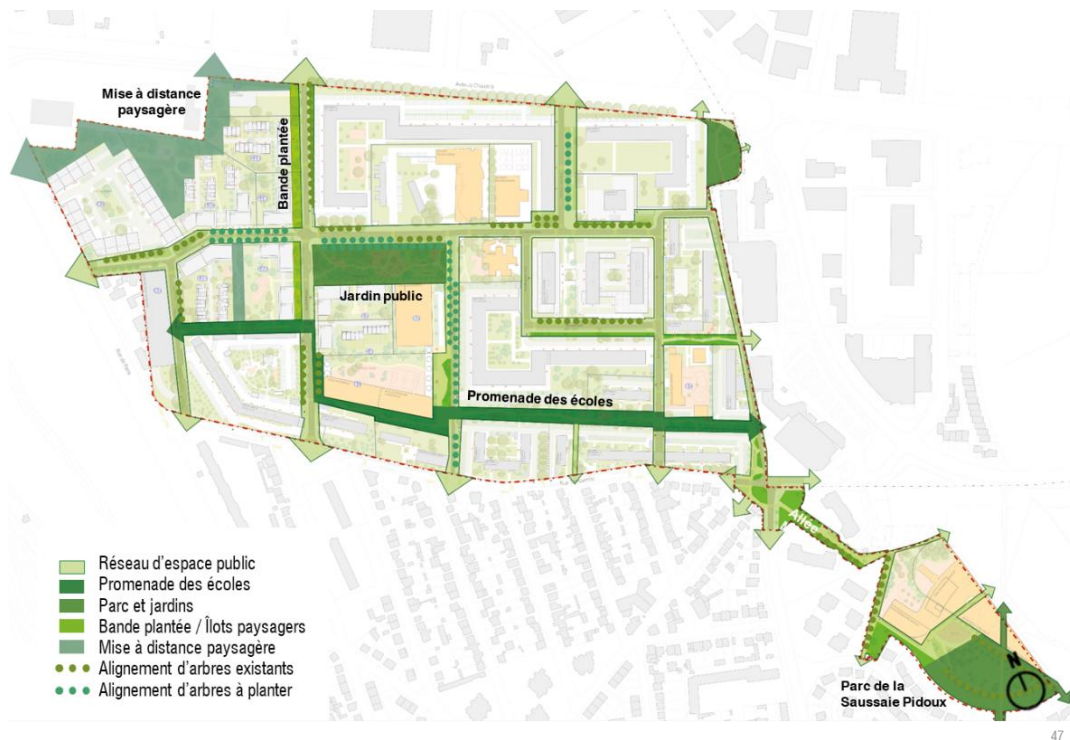 Mise à distance
paysagère
Bande plantée
Jardin public
Promenade des écoles
Allée
Réseau d'espace public
Promenade des écoles
Parc et jardins
Bande plantée / Îlots paysagers
Mise à distance paysagère
Alignement d'arbres existants
Alignement d'arbres à planter
N
Parc de la
Saussaie Pidoux
47